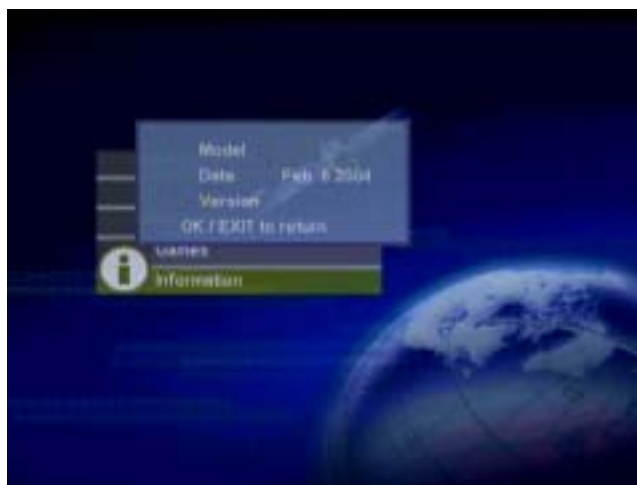 Model
Date Feb 6 2004
Version
OK / EXIT to return
Games
Information